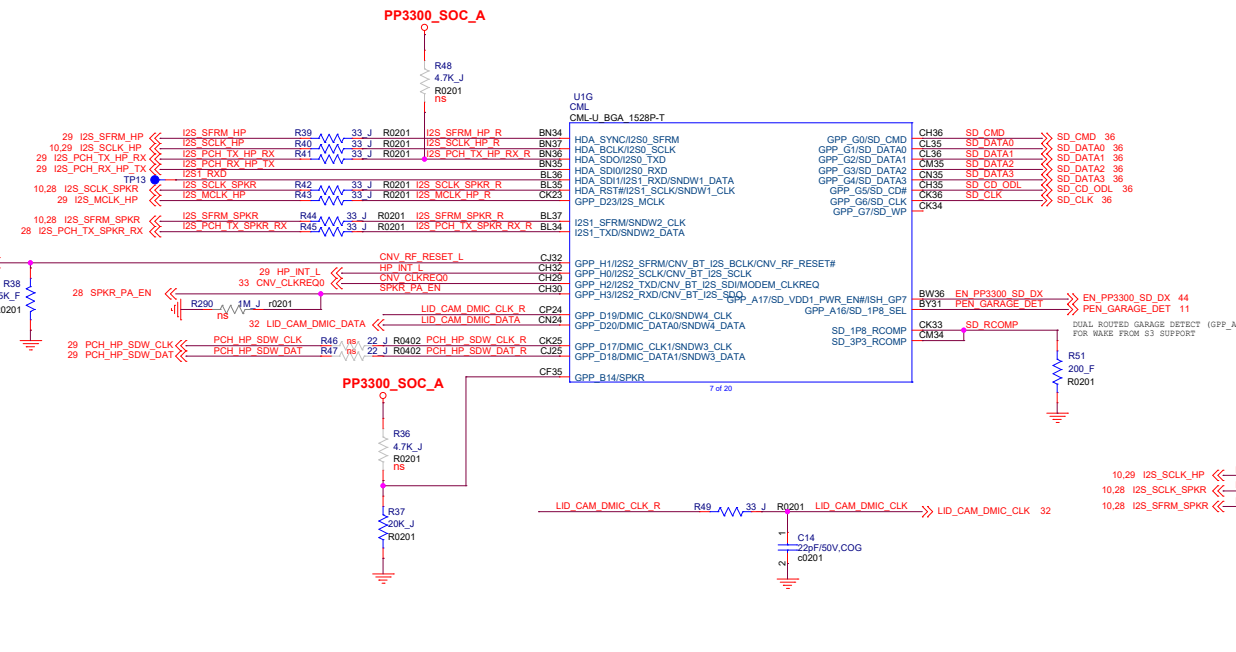 PP3300_SOC_A
R48
4.7K_J
R0201
ns
U1G
CML
CML-U_BGA_1528P-T
29 I2S_SFRM_HP I2S_SFRM_HP R39 33_J R0201 I2S_SFRM_HP_R BN34 HDA_SYNC/I2S0_SFRM
10,29 I2S_SCLK_HP I2S_SCLK_HP R40 33_J R0201 I2S_SCLK_HP_R BN37 HDA_BCLK/I2S0_SCLK
29 I2S_PCH_TX_HP_RX I2S_PCH_TX_HP_RX R41 33_J R0201 I2S_PCH_TX_HP_RX_R BN36 HDA_SDO/I2S0_TXD
29 I2S_PCH_RX_HP_TX I2S_PCH_RX_HP_TX BN35 HDA_SDI0/I2S0_RXD
TP13 I2S1_RXD BL36 HDA_SDI1/I2S1_RXD/SNDW1_DATA
10,28 I2S_SCLK_SPKR I2S_SCLK_SPKR R42 33_J R0201 I2S_SCLK_SPKR_R BL35 HDA_RST#/I2S1_SCLK/SNDW1_CLK
29 I2S_MCLK_HP I2S_MCLK_HP R43 33_J R0201 I2S_MCLK_HP_R CK23 GPP_D23/I2S_MCLK
10,28 I2S_SFRM_SPKR I2S_SFRM_SPKR R44 33_J R0201 I2S_SFRM_SPKR_R BL37 I2S1_SFRM/SNDW2_CLK
28 I2S_PCH_TX_SPKR_RX I2S_PCH_TX_SPKR_RX R45 33_J R0201 I2S_PCH_TX_SPKR_RX_R BL34 I2S1_TXD/SNDW2_DATA
GPP_G0/SD_CMD CH36 SD_CMD SD_CMD 36
GPP_G1/SD_DATA0 CL35 SD_DATA0 SD_DATA0 36
GPP_G2/SD_DATA1 CL36 SD_DATA1 SD_DATA1 36
GPP_G3/SD_DATA2 CM35 SD_DATA2 SD_DATA2 36
GPP_G4/SD_DATA3 CN35 SD_DATA3 SD_DATA3 36
GPP_G5/SD_CD# CH35 SD_CD_ODL SD_CD_ODL 36
GPP_G6/SD_CLK CK36 SD_CLK SD_CLK 36
GPP_G7/SD_WP CK34
CNV_RF_RESET_L CJ32 GPP_H1/I2S2_SFRM/CNV_BT_I2S_BCLK/CNV_RF_RESET#
29 HP_INT_L HP_INT_L CH32 GPP_H0/I2S2_SCLK/CNV_BT_I2S_SCLK
33 CNV_CLKREQ0 CNV_CLKREQ0 CH29 GPP_H2/I2S2_TXD/CNV_BT_I2S_SDI/MODEM_CLKREQ
28 SPKR_PA_EN SPKR_PA_EN CH30 GPP_H3/I2S2_RXD/CNV_BT_I2S_SDO
R38
R290 1M_J r0201
ns
GPP_A17/SD_VDD1_PWR_EN#/ISH_GP7 BW36 EN_PP3300_SD_DX EN_PP3300_SD_DX 44
GPP_A16/SD_1P8_SEL BY31 PEN_GARAGE_DET PEN_GARAGE_DET 11
LID_CAM_DMIC_CLK_R CP24 GPP_D19/DMIC_CLK0/SNDW4_CLK
32 LID_CAM_DMIC_DATA LID_CAM_DMIC_DATA CN24 GPP_D20/DMIC_DATA0/SNDW4_DATA
SD_1P8_RCOMP CK33 SD_RCOMP
SD_3P3_RCOMP CM34
DUAL ROUTED GARAGE DETECT (GPP_A
FOR WAKE FROM S3 SUPPORT
29 PCH_HP_SDW_CLK PCH_HP_SDW_CLK R46 ns 22_J R0402 PCH_HP_SDW_CLK_R CK25 GPP_D17/DMIC_CLK1/SNDW3_CLK
29 PCH_HP_SDW_DAT PCH_HP_SDW_DAT R47 ns 22_J R0402 PCH_HP_SDW_DAT_R CJ25 GPP_D18/DMIC_DATA1/SNDW3_DATA
R51
200_F
R0201
CF35 GPP_B14/SPKR
7 of 20
PP3300_SOC_A
R36
4.7K_J
R0201
ns
R37
20K_J
R0201
LID_CAM_DMIC_CLK_R R49 33_J R0201 LID_CAM_DMIC_CLK LID_CAM_DMIC_CLK 32
1
C14
22pF/50V,COG
c0201
2
10,29 I2S_SCLK_HP
10,28 I2S_SCLK_SPKR
10,28 I2S_SFRM_SPKR